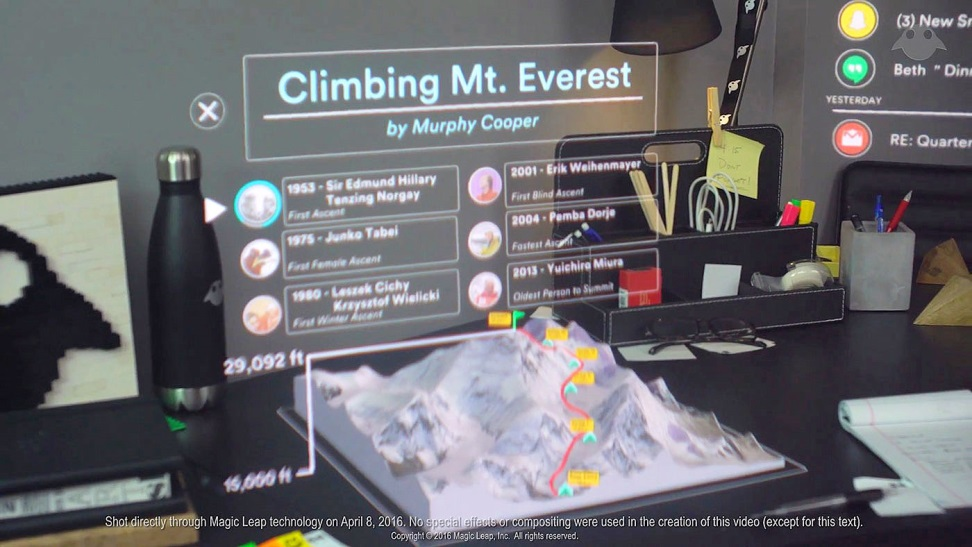 Climbing Mt. Everest
by Murphy Cooper
1953 - Sir Edmund Hillary
Tenzing Norgay
First Ascent
1975 - Junko Tabei
First Female Ascent
1980 - Leszek Cichy
Krzysztof Wielicki
First Winter Ascent
2001 - Erik Weihenmayer
First Blind Ascent
2004 - Pemba Dorje
Fastest Ascent
2013 - Yuichiro Miura
Oldest Person to Summit
(3) New
Beth "
YESTERDAY
RE:
29,092 ft
15,000 ft
Shot directly through Magic Leap technology on April 8, 2016. No special effects or compositing were used in the creation of this video (except for this text).
Copyright © 2016 Magic Leap, Inc. All rights reserved.